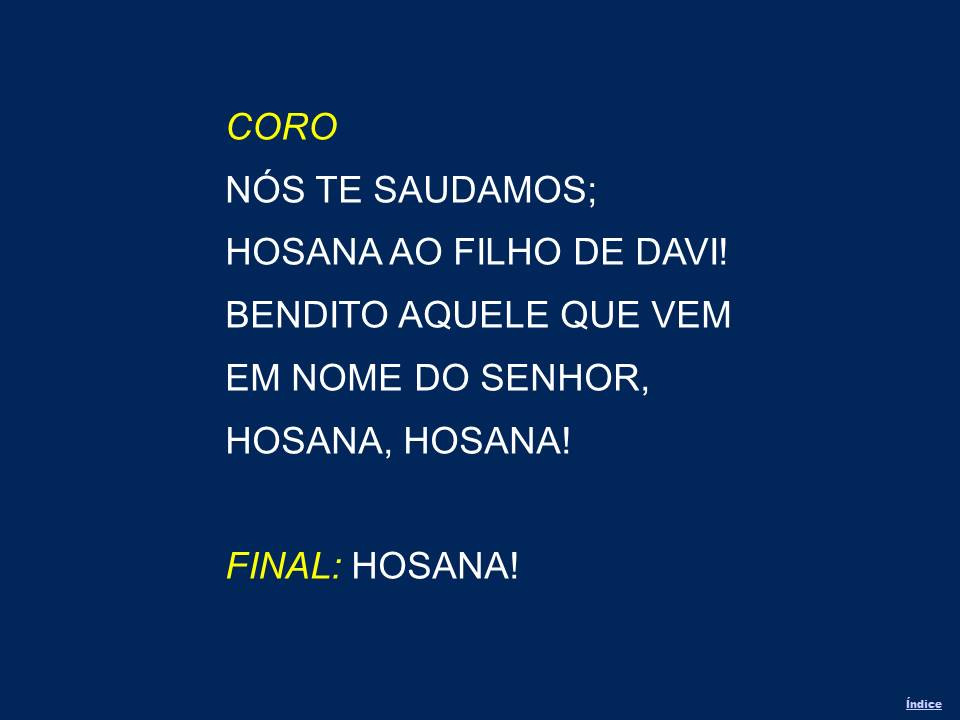 CORO
NÓS TE SAUDAMOS;
HOSANA AO FILHO DE DAVI!
BENDITO AQUELE QUE VEM
EM NOME DO SENHOR,
HOSANA, HOSANA!
FINAL: HOSANA!
Índice